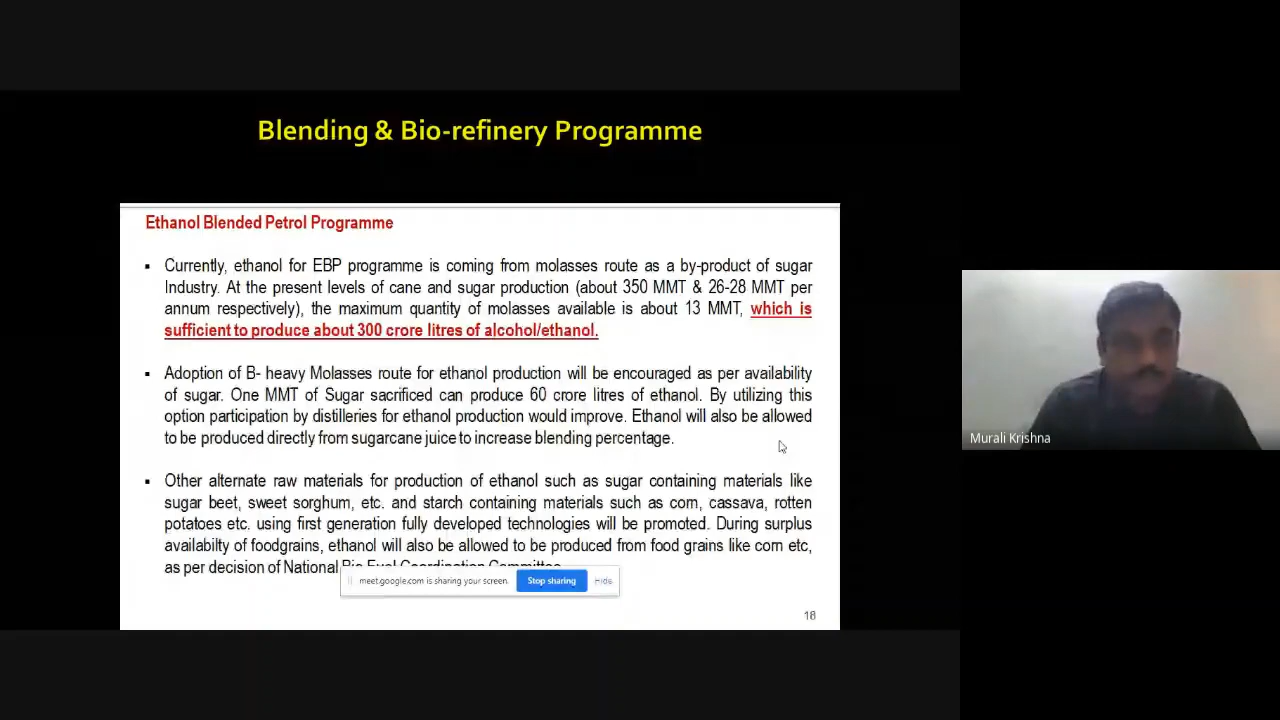 Blending & Bio-refinery Programme
Ethanol Blended Petrol Programme
▪ Currently, ethanol for EBP programme is coming from molasses route as a by-product of sugar
Industry. At the present levels of cane and sugar production (about 350 MMT & 26-28 MMT per
annum respectively), the maximum quantity of molasses available is about 13 MMT, which is
sufficient to produce about 300 crore litres of alcohol/ethanol.
▪ Adoption of B- heavy Molasses route for ethanol production will be encouraged as per availability
of sugar. One MMT of Sugar sacrificed can produce 60 crore litres of ethanol. By utilizing this
option participation by distilleries for ethanol production would improve. Ethanol will also be allowed
to be produced directly from sugarcane juice to increase blending percentage.
▪ Other alternate raw materials for production of ethanol such as sugar containing materials like
sugar beet, sweet sorghum, etc. and starch containing materials such as corn, cassava, rotten
potatoes etc. using first generation fully developed technologies will be promoted. During surplus
availabilty of foodgrains, ethanol will also be allowed to be produced from food grains like corn etc,
as per decision of National Bio Fuel Coordination Committee.
meet.google.com is sharing your screen.
Stop sharing
Hide
18
Murali Krishna